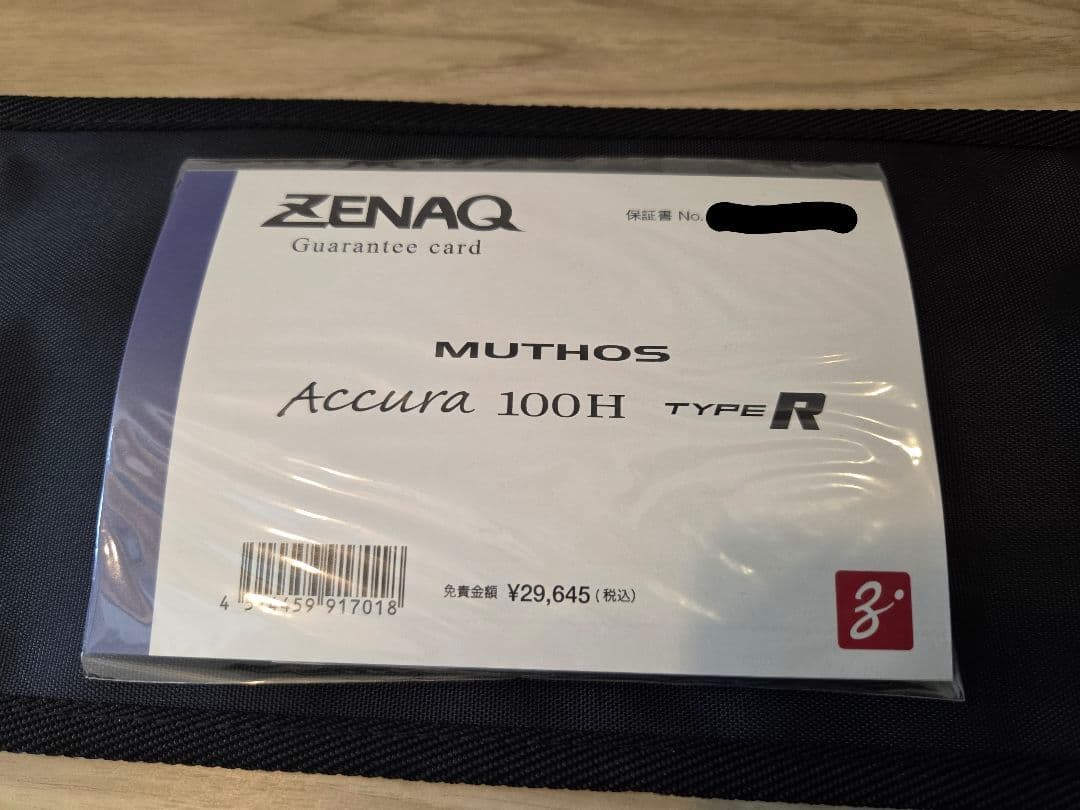 ZENAQ
Guarantee card
保証書 No.
MUTHOS
Accura 100H TYPE R
免責金額 ¥29,645 (税込)